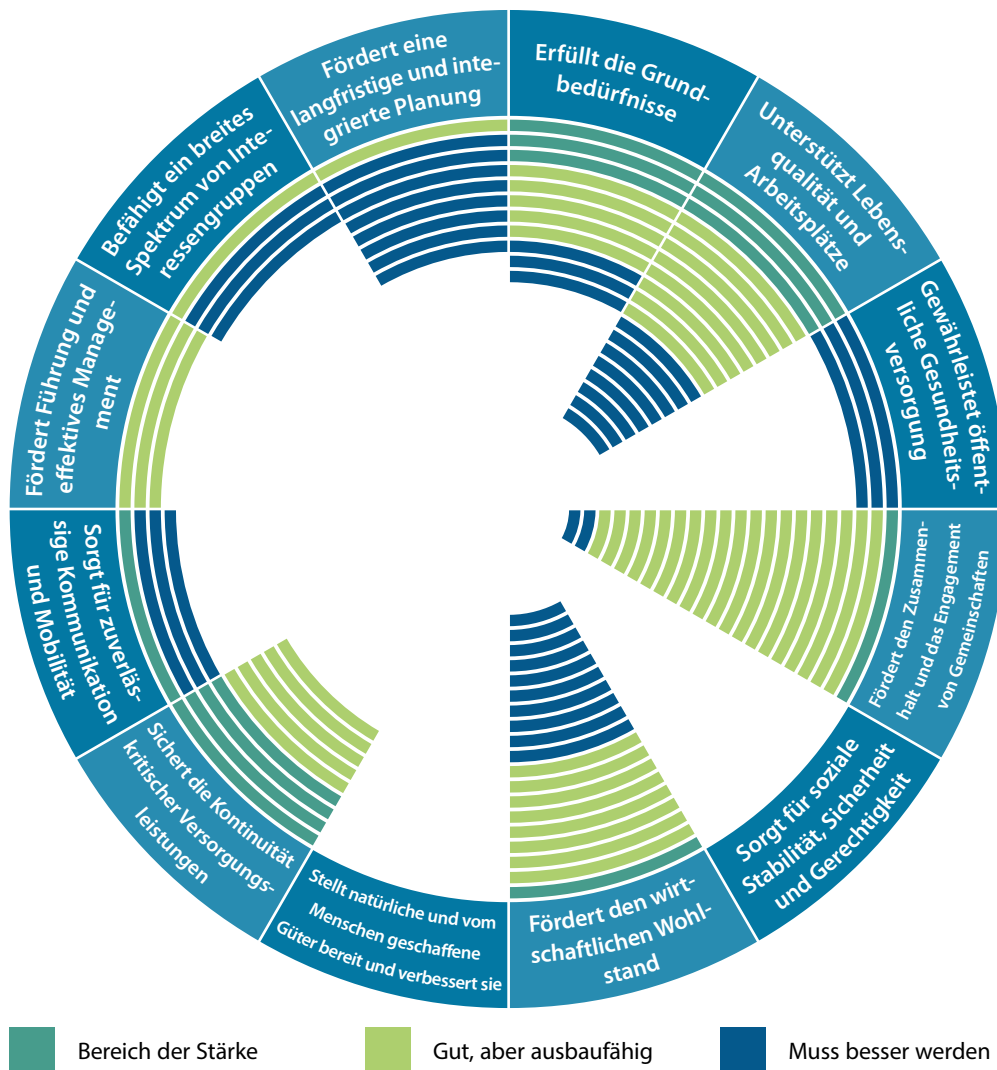 Fördert eine
langfristige und inte-
grierte Planung
Erfüllt die Grund-
bedürfnisse
Unterstützt Lebens-
qualität und
Arbeitsplätze
Gewährleistet öffent-
liche Gesundheits-
versorgung
Fördert den Zusammen-
halt und das Engagement
von Gemeinschaften
Sorgt für soziale
Stabilität, Sicherheit
und Gerechtigkeit
Fördert den wirt-
schaftlichen Wohl-
stand
Stellt natürliche und vom
Menschen geschaffene
Güter bereit und verbessert sie
Sichert die Kontinuität
kritischer Versorgungs-
leistungen
Sorgt für zuverläs-
sige Kommunikation
und Mobilität
Fördert Führung und
effektives Manage-
ment
Befähigt ein breites
Spektrum von Inte-
ressengruppen
Bereich der Stärke
Gut, aber ausbaufähig
Muss besser werden